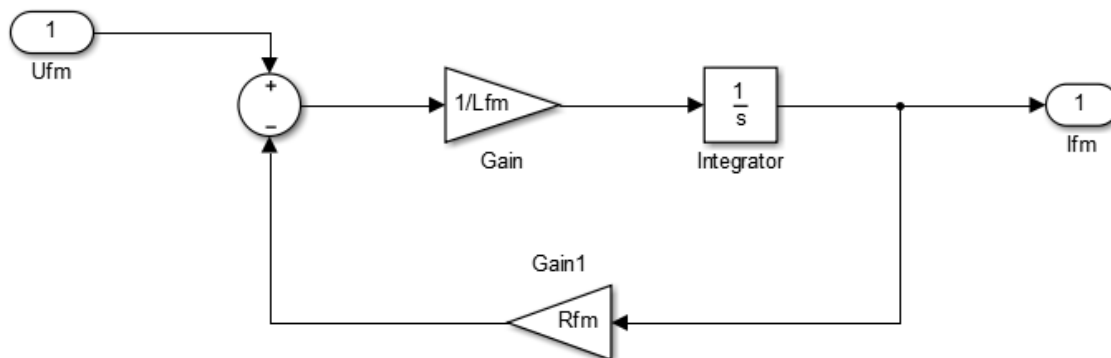 1
Ufm
+
−
1/Lfm
Gain
1
s
Integrator
1
Ifm
Gain1
Rfm